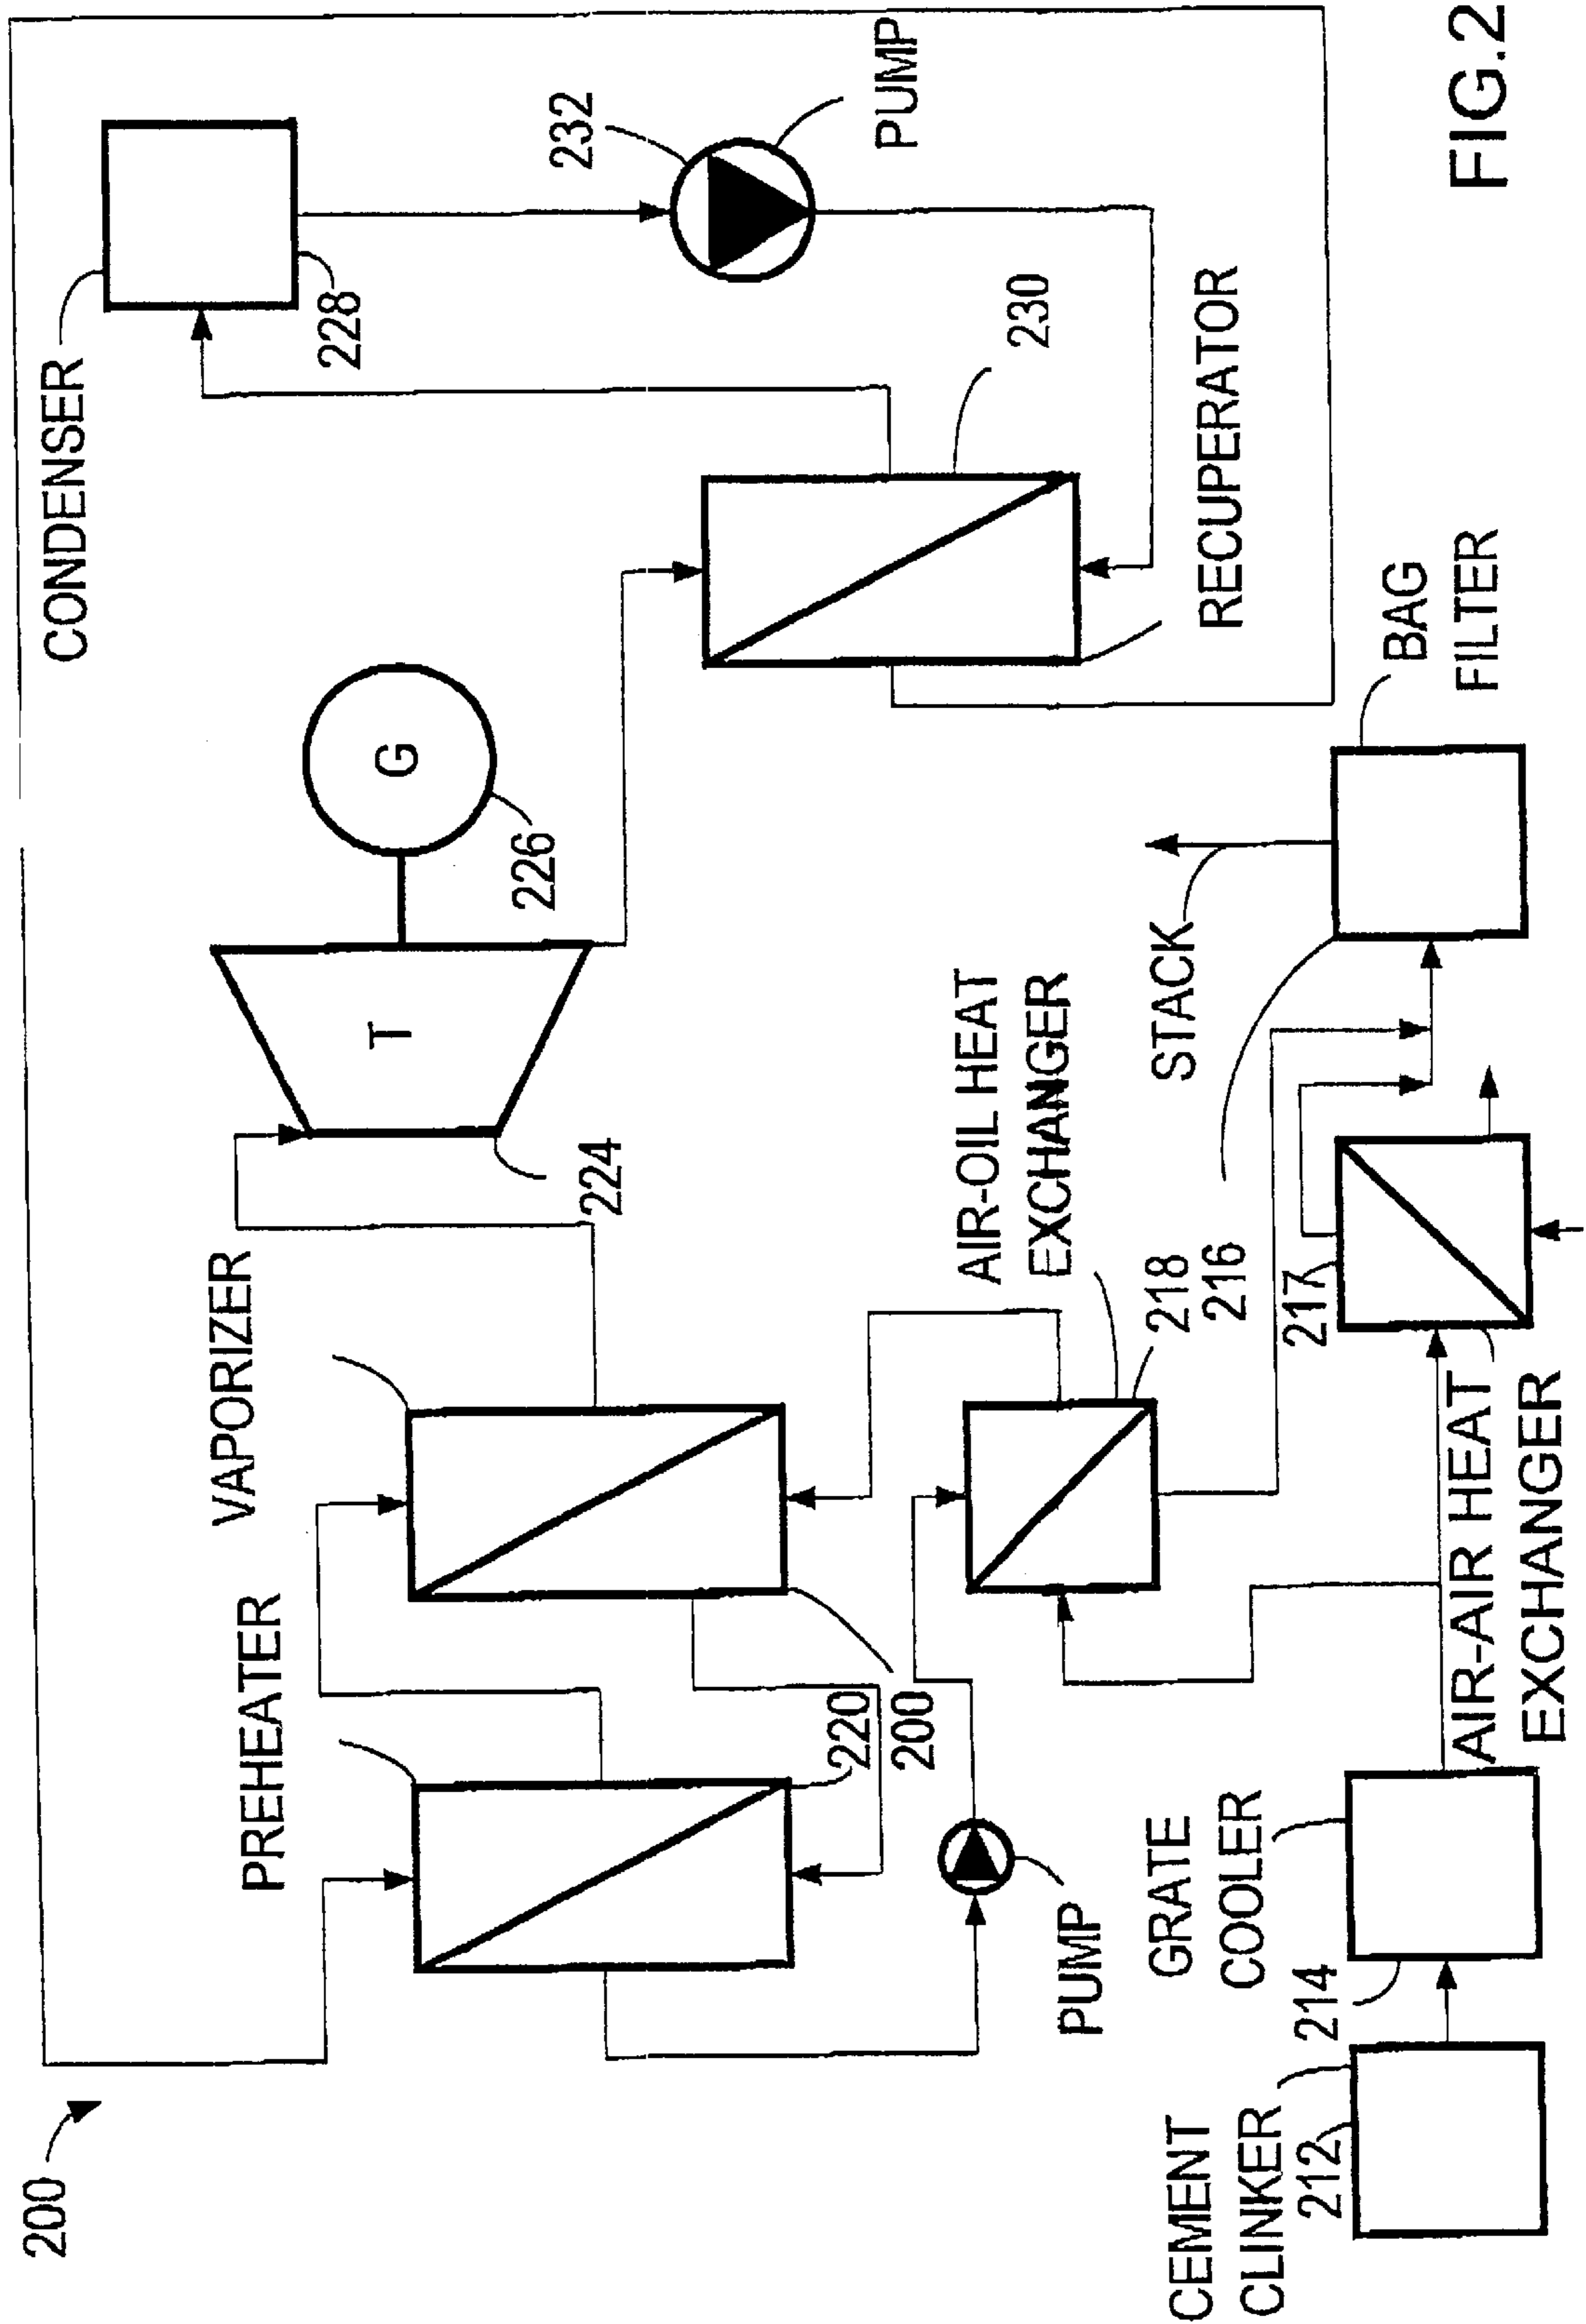 200
CONDENSER
228
232
PUMP
230
RECUPERATOR
G
226
T
224
VAPORIZER
PREHEATER
220
200
AIR-OIL HEAT
EXCHANGER
218
216
STACK
BAG
FILTER
217
AIR-AIR HEAT
EXCHANGER
PUMP
GRATE
COOLER
214
CEMENT
CLINKER
212
FIG.2